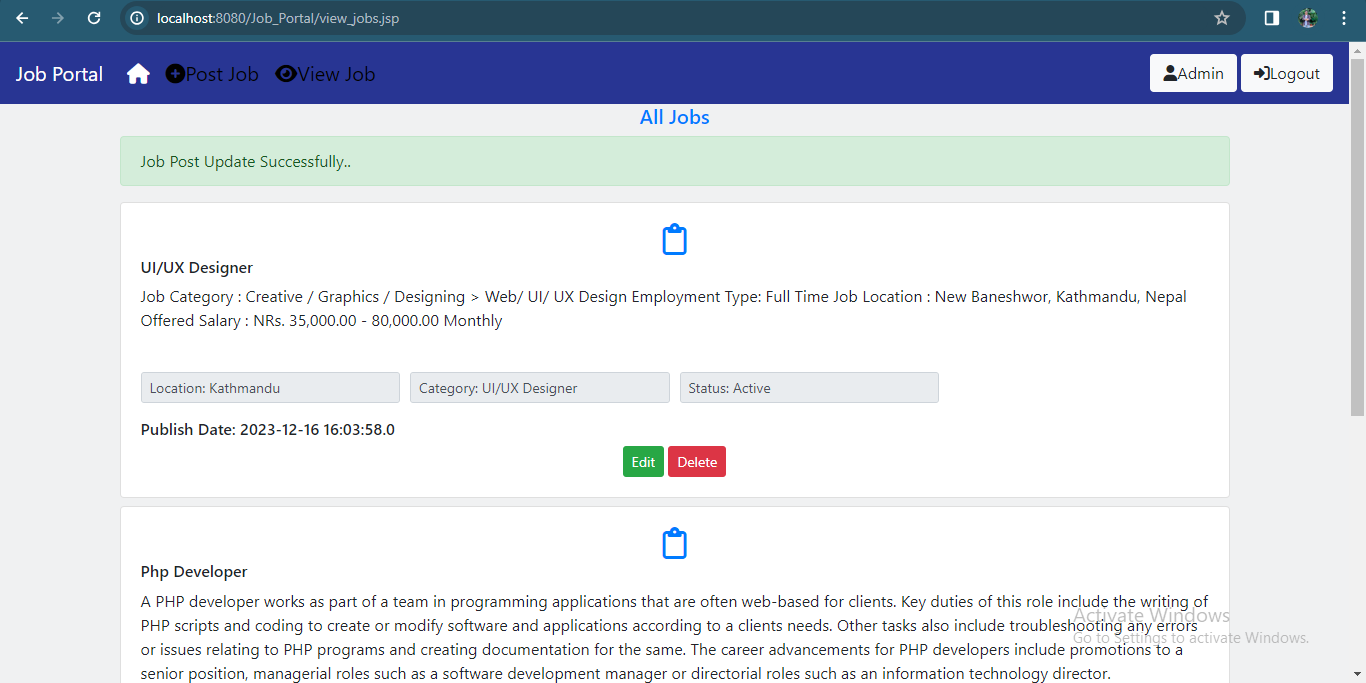 localhost:8080/Job_Portal/view_jobs.jsp
Job Portal Post Job View Job Admin Logout
All Jobs
Job Post Update Successfully..
UI/UX Designer
Job Category : Creative / Graphics / Designing > Web/ UI/ UX Design Employment Type: Full Time Job Location : New Baneshwor, Kathmandu, Nepal
Offered Salary : NRs. 35,000.00 - 80,000.00 Monthly
Location: Kathmandu Category: UI/UX Designer Status: Active
Publish Date: 2023-12-16 16:03:58.0
Edit Delete
Php Developer
A PHP developer works as part of a team in programming applications that are often web-based for clients. Key duties of this role include the writing of
PHP scripts and coding to create or modify software and applications according to a clients needs. Other tasks also include troubleshooting any errors
or issues relating to PHP programs and creating documentation for the same. The career advancements for PHP developers include promotions to a
senior position, managerial roles such as a software development manager or directorial roles such as an information technology director.
Activate Windows
Go to Settings to activate Windows.